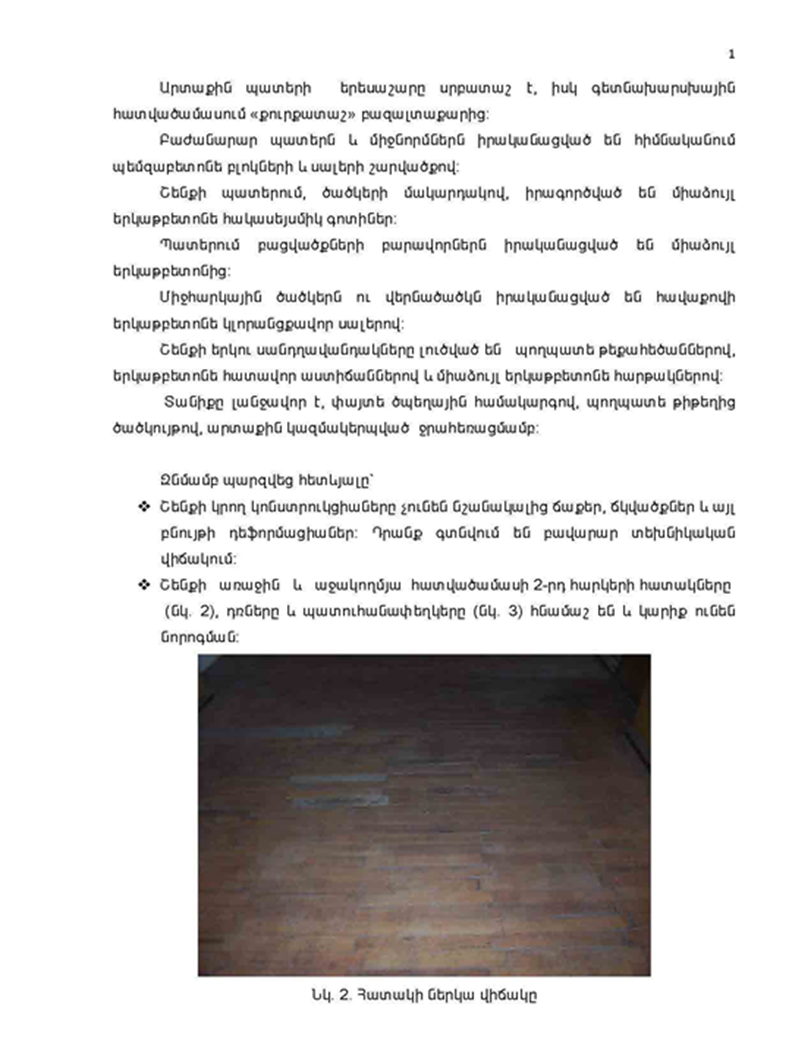 1
Արտաքին պատերի երեսաշարը սրբատաշ է, իսկ գետնախարսխային
հատվածամասում «քուրքատաշ» բազալտաքարից:
Բաժանարար պատերն և միջնորմներն իրականացված են հիմնականում
պեմզաբետոնե բլոկների և սալերի շարվածքով:
Շենքի պատերում, ծածկերի մակարդակով, իրագործված են միաձույլ
երկաթբետոնե հակասեյսմիկ գոտիներ:
Պատերում բացվածքների բարավորներն իրականացված են միաձույլ
երկաթբետոնից:
Միջհարկային ծածկերն ու վերնածածկն իրականացված են հավաքովի
երկաթբետոնե կլորանցքավոր սալերով:
Շենքի երկու սանդղավանդակները լուծված են պողպատե թեքահեծաններով,
երկաթբետոնե հատավոր աստիճաններով և միաձույլ երկաթբետոնե հարթակներով:
Տանիքը լանջավոր է, փայտե ծպեղային համակարգով, պողպատե թիթեղից
ծածկույթով, արտաքին կազմակերպված ջրահեռացմամբ:
Զնմամբ պարզվեց հետևյալը՝
❖ Շենքի կրող կոնստրուկցիաները չունեն նշանակալից ճաքեր, ճկվածքներ և այլ
բնույթի դեֆորմացիաներ: Դրանք գտնվում են բավարար տեխնիկական
վիճակում:
❖ Շենքի առաջին և աջակողմյա հատվածամասի 2-րդ հարկերի հատակները
(նկ. 2), դռները և պատուհանափեղկերը (նկ. 3) հնամաշ են և կարիք ունեն
նորոգման:
Նկ. 2. Հատակի ներկա վիճակը